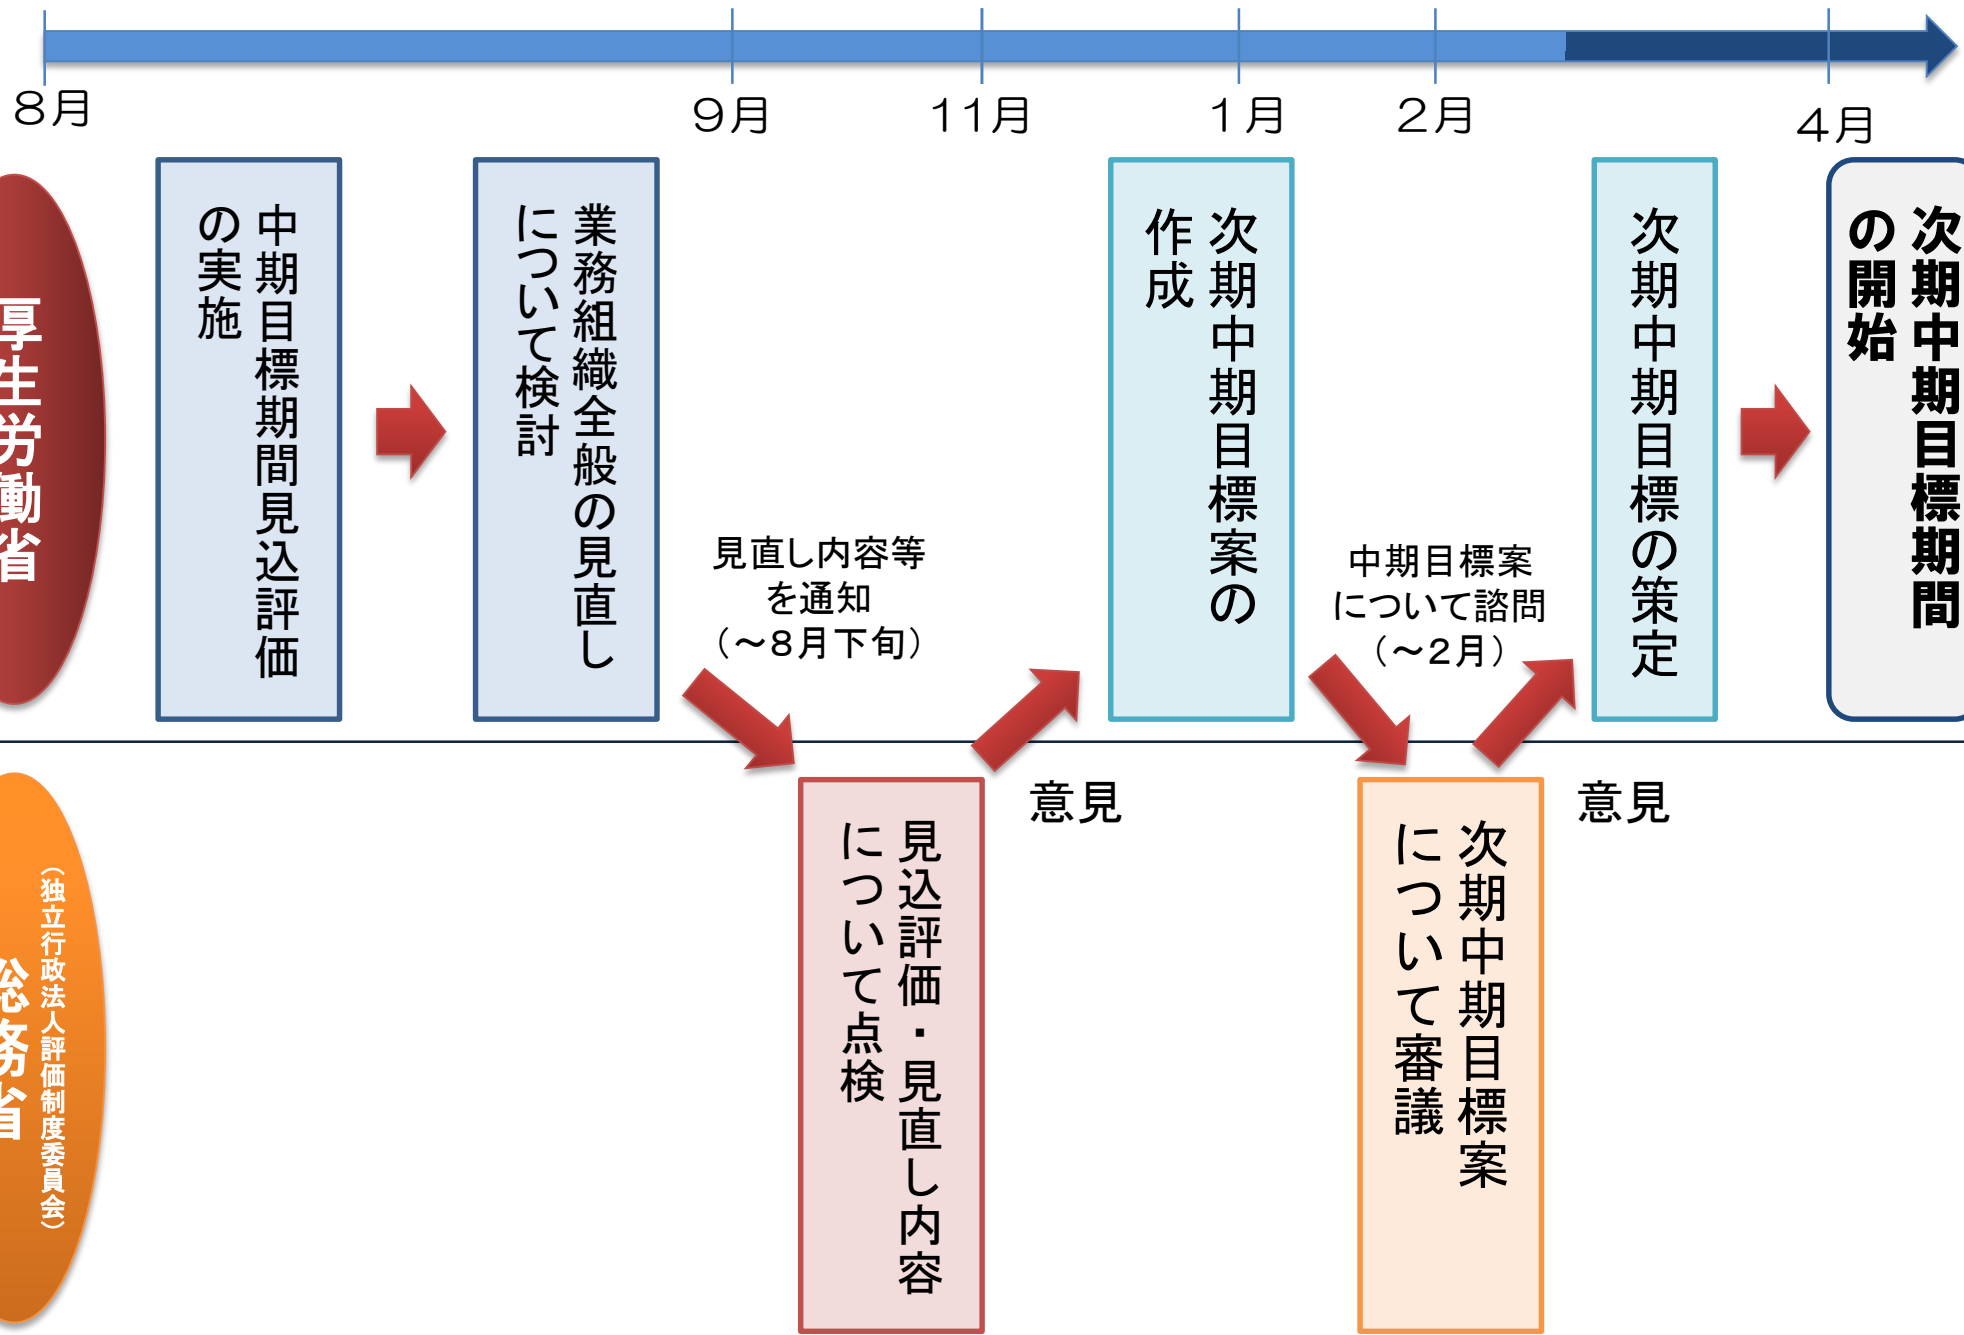 8月
9月
11月
1月
2月
4月
厚生労働省
中期目標期間見込評価
の実施
業務組織全般の見直し
について検討
見直し内容等
を通知
（～8月下旬）
次期中期目標案の
作成
中期目標案
について諮問
（～2月）
次期中期目標の策定
次期中期目標期間
の開始
（独立行政法人評価制度委員会）
総務省
見込評価・見直し内容
について点検
意見
次期中期目標案
について審議
意見